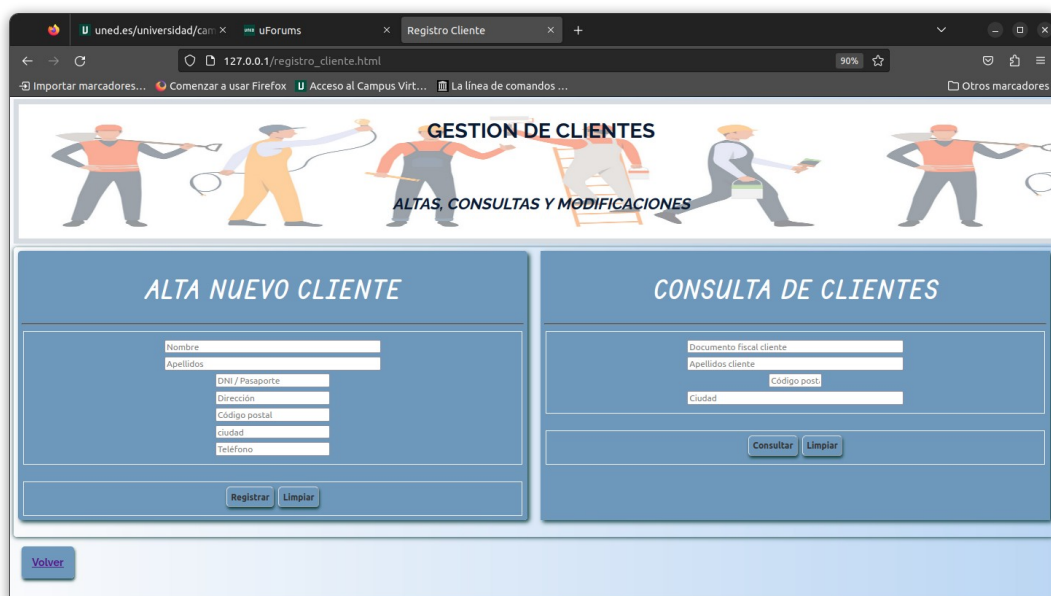 uned.es/universidad/cam
uForums
Registro Cliente
127.0.0.1/registro_cliente.html
90%
Importar marcadores...
Comenzar a usar Firefox
Acceso al Campus Virt...
La línea de comandos ...
Otros marcadores
GESTION DE CLIENTES
ALTAS, CONSULTAS Y MODIFICACIONES
ALTA NUEVO CLIENTE
Nombre
Apellidos
DNI / Pasaporte
Dirección
Código postal
ciudad
Teléfono
Registrar
Limpiar
CONSULTA DE CLIENTES
Documento fiscal cliente
Apellidos cliente
Código post
Ciudad
Consultar
Limpiar
Volver